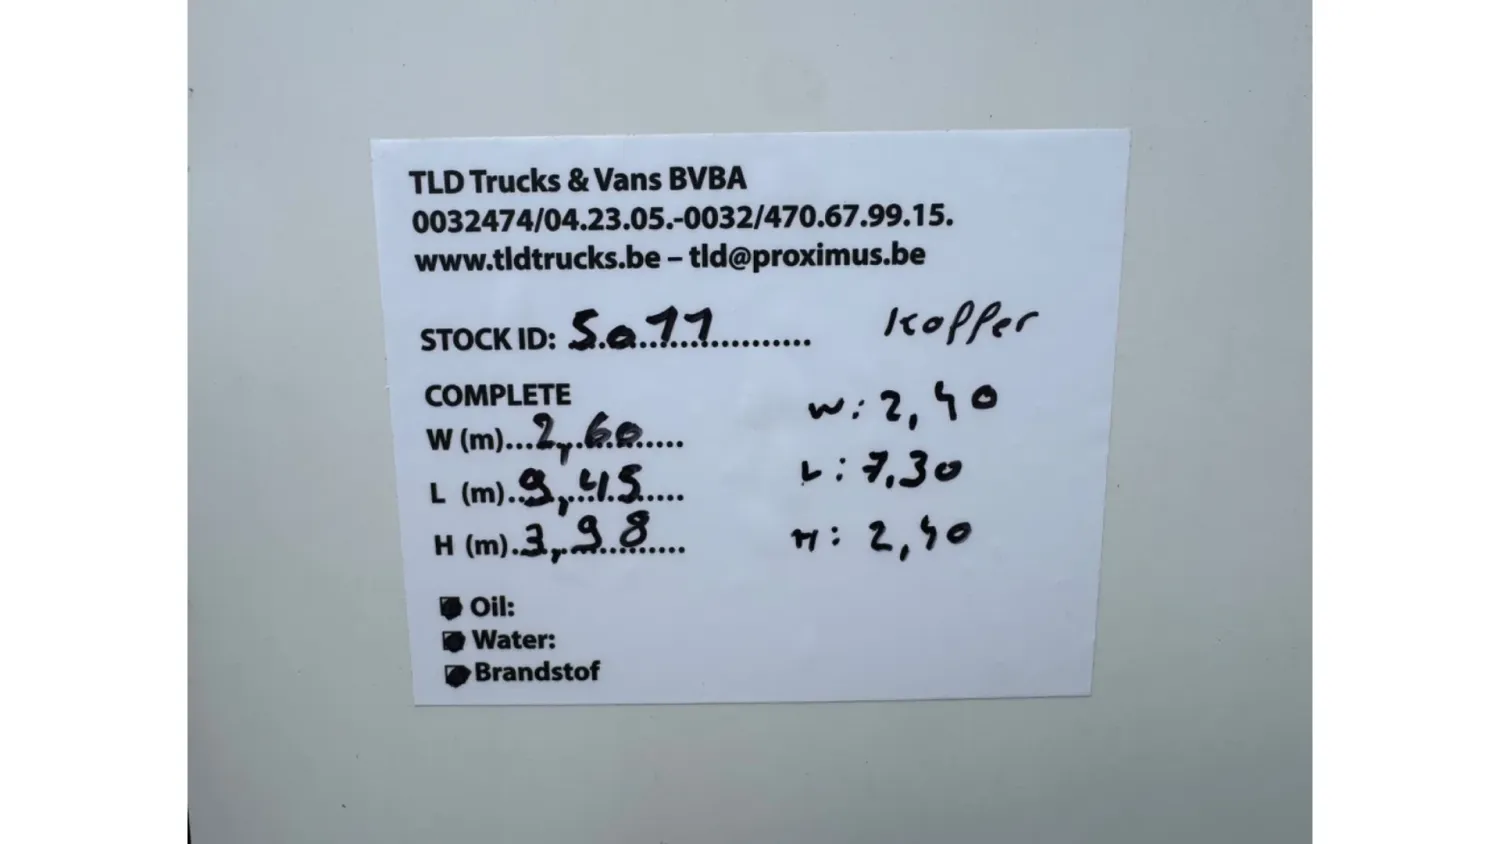 TLD Trucks & Vans BVBA
0032474/04.23.05.-0032/470.67.99.15.
www.tldtrucks.be – tld@proximus.be
STOCK ID: 5011
Koffer
COMPLETE
W (m)...2,60
L (m)..9,45
H (m).3,98
W: 2,40
L: 7,30
H: 2,40
Oil:
Water:
Brandstof